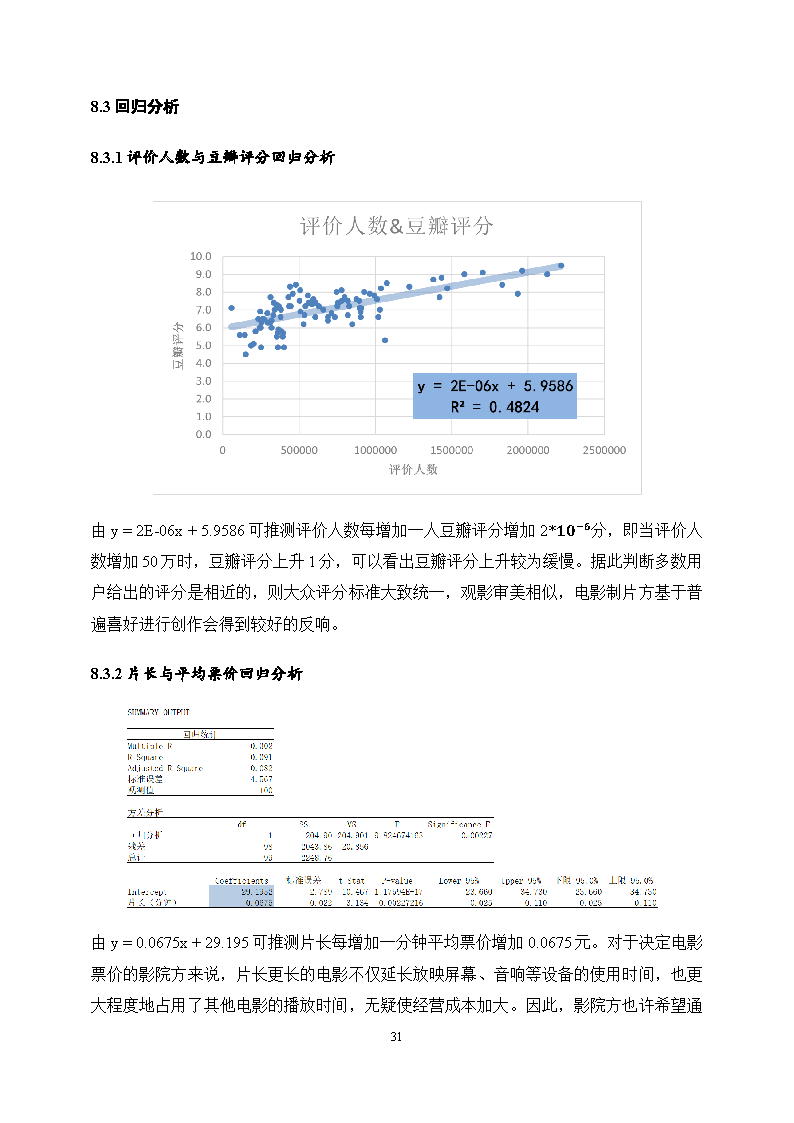 8.3 回归分析
8.3.1 评价人数与豆瓣评分回归分析
评价人数&豆瓣评分
10.0
9.0
8.0
7.0
6.0
5.0
4.0
3.0
2.0
1.0
0.0
豆瓣评分
y = 2E-06x + 5.9586
R² = 0.4824
0 500000 1000000 1500000 2000000 2500000
评价人数
由 y = 2E-06x + 5.9586 可推测评价人数每增加一人豆瓣评分增加 2*10⁻⁶分，即当评价人
数增加 50 万时，豆瓣评分上升 1 分，可以看出豆瓣评分上升较为缓慢。据此判断多数用
户给出的评分是相近的，则大众评分标准大致统一，观影审美相似，电影制片方基于普
遍喜好进行创作会得到较好的反响。
8.3.2 片长与平均票价回归分析
SUMMARY OUTPUT
回归统计
Multiple R 0.302
R Square 0.091
Adjusted R Square 0.082
标准误差 4.567
观测值 100
方差分析
df SS MS F Significance F
回归分析 1 204.90 204.901 9.824674163 0.00227
残差 98 2043.86 20.856
总计 99 2248.76
Coefficients 标准误差 t Stat P-value Lower 95% Upper 95% 下限 95.0% 上限 95.0%
Intercept 29.1952 2.789 10.467 1.17594E-17 23.660 34.730 23.660 34.730
片长（分钟） 0.0675 0.022 3.134 0.00227216 0.025 0.110 0.025 0.110
由 y = 0.0675x + 29.195 可推测片长每增加一分钟平均票价增加 0.0675 元。对于决定电影
票价的影院方来说，片长更长的电影不仅延长放映屏幕、音响等设备的使用时间，也更
大程度地占用了其他电影的播放时间，无疑使经营成本加大。因此，影院方也许希望通
31